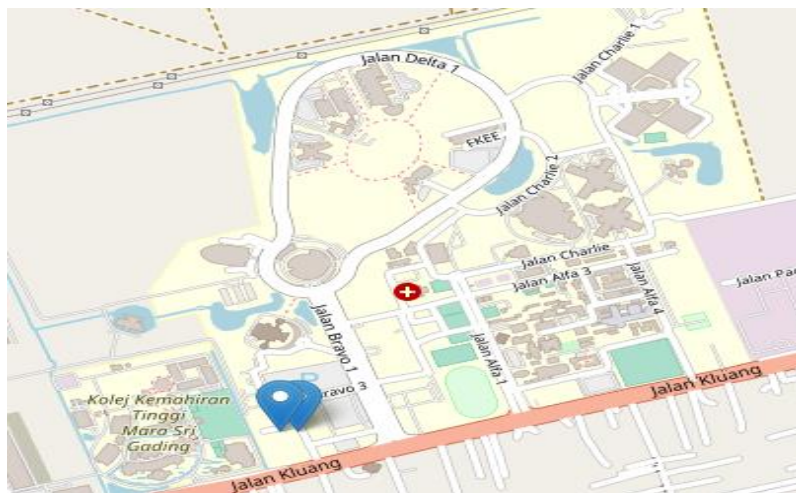 Jalan Delta 1
Jalan Charlie 1
FKEE
Jalan Charlie 2
Jalan Charlie
Jalan Alfa 3
Jalan Alfa 4
Jalan Pa
Jalan Bravo 1
Jalan Alfa 1
P
ravo 3
Kolej Kemahiran
Tinggi
Mara Sri
Gading
Jalan Kluang
Jalan Kluang